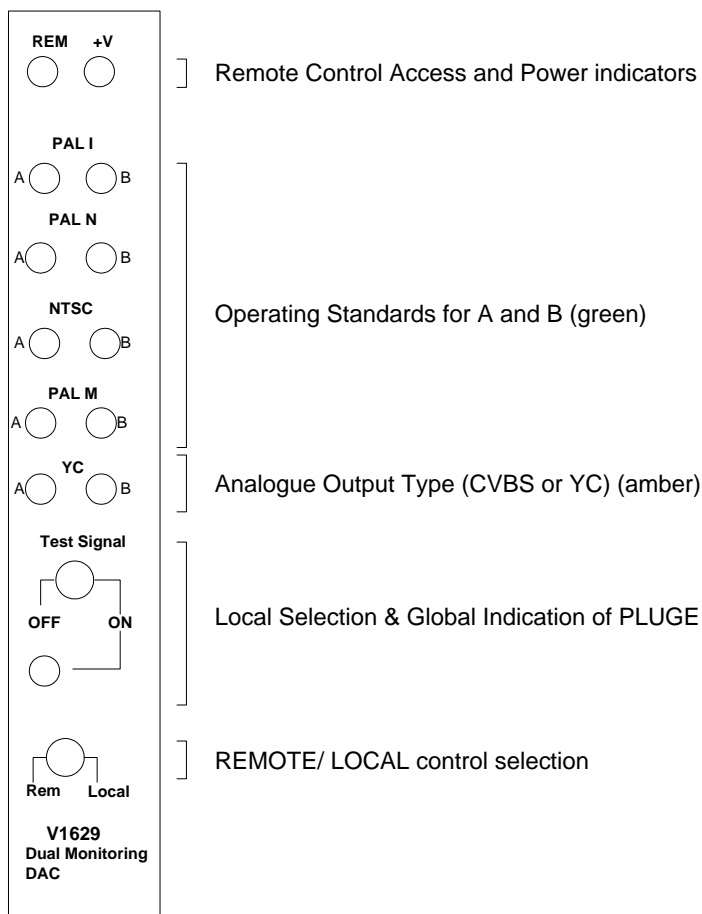 REM +V
Remote Control Access and Power indicators
PAL I
A B
PAL N
A B
Operating Standards for A and B (green)
NTSC
A B
PAL M
A B
YC
A B
Analogue Output Type (CVBS or YC) (amber)
Test Signal
OFF ON
Local Selection & Global Indication of PLUGE
REMOTE/ LOCAL control selection
Rem Local
V1629
Dual Monitoring
DAC